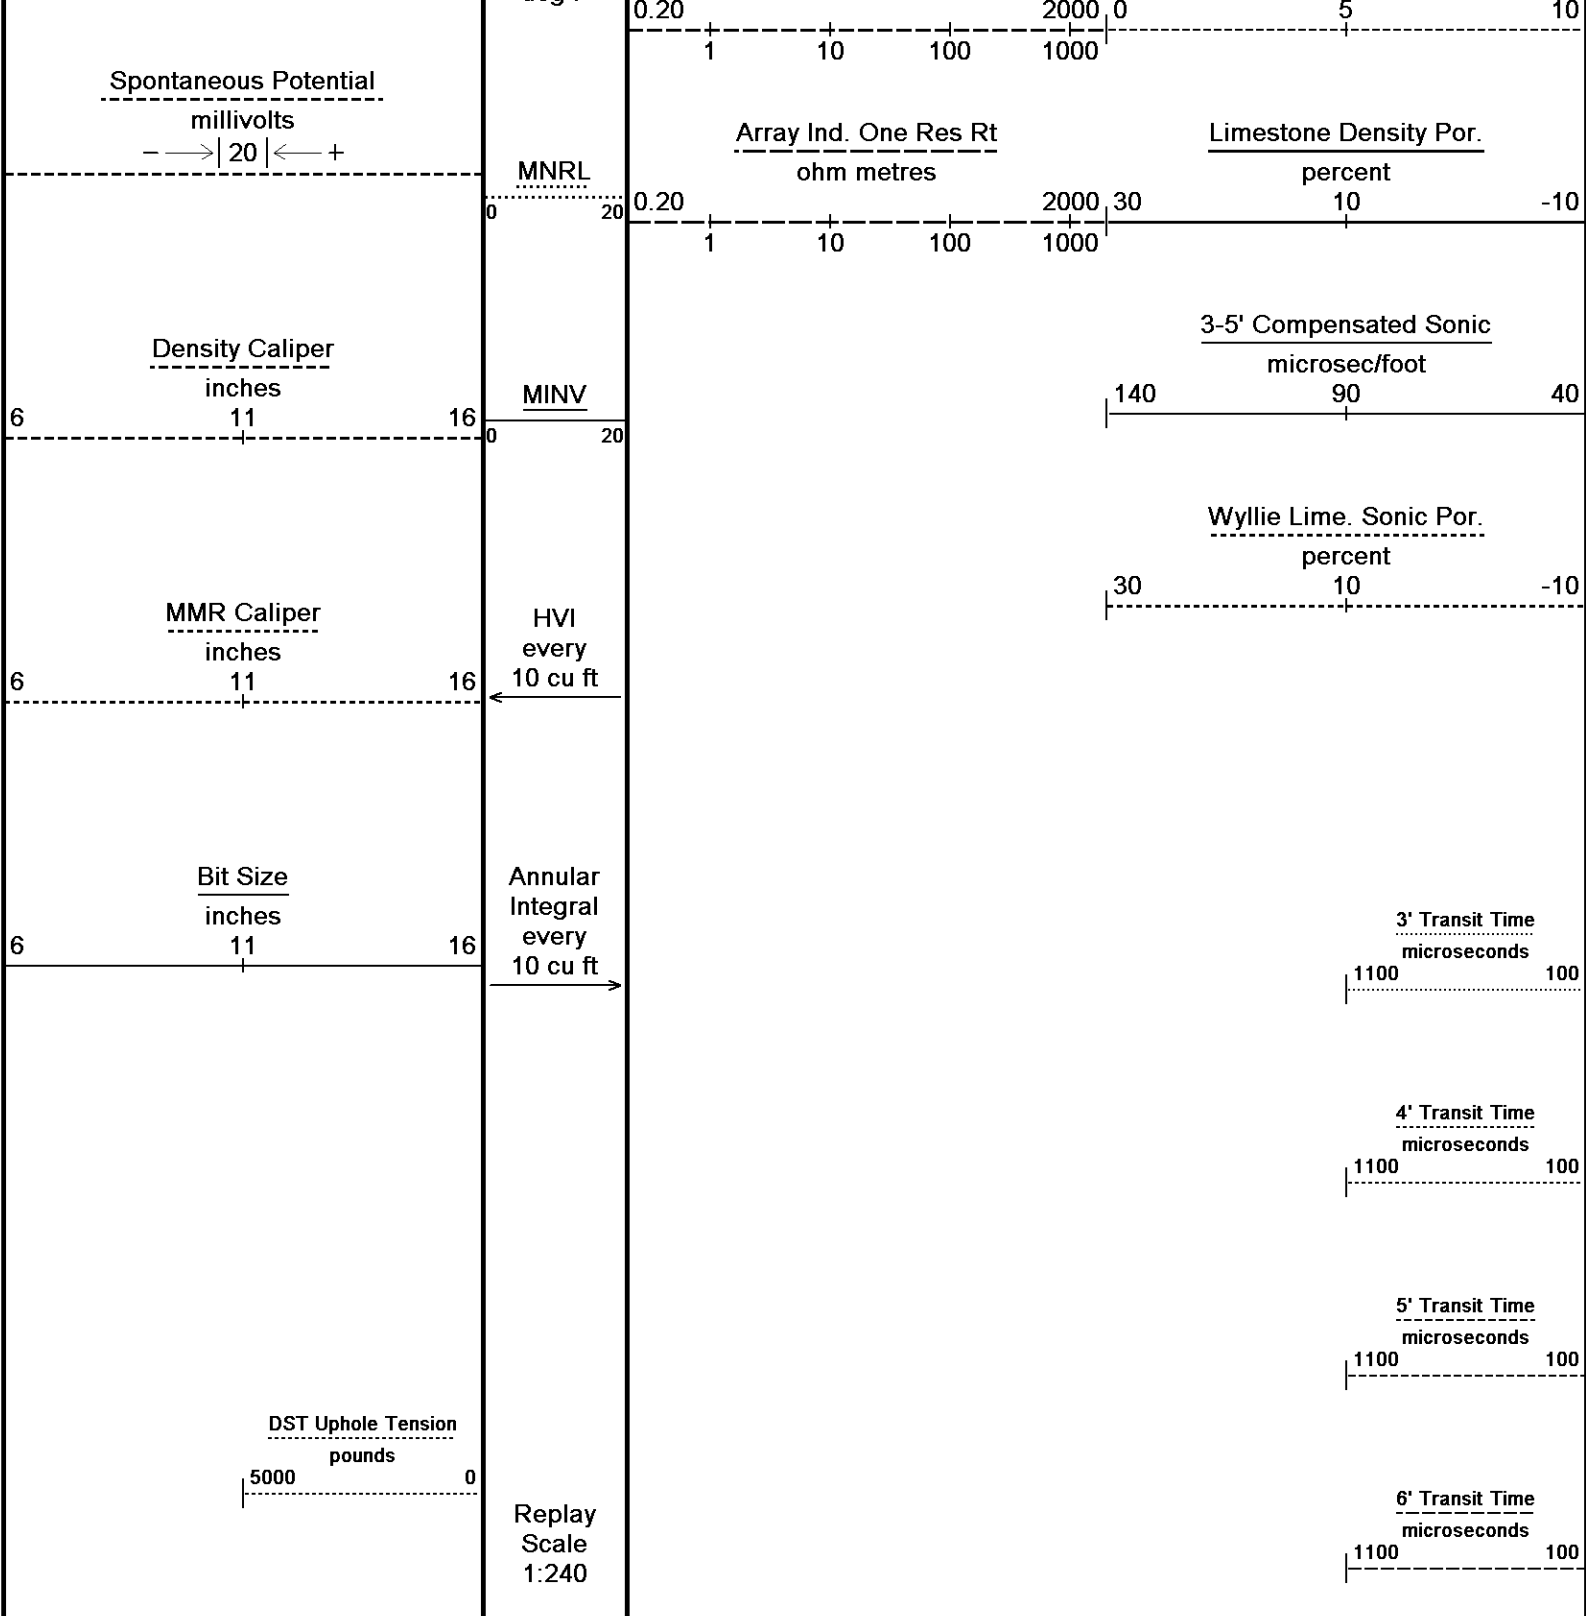 0.20 2000 0 5 10
1 10 100 1000
Spontaneous Potential
millivolts
− 20 +
MNRL
0 20
Array Ind. One Res Rt
ohm metres
0.20 2000
1 10 100 1000
Limestone Density Por.
percent
30 10 -10
Density Caliper
inches
6 11 16
MINV
0 20
3-5' Compensated Sonic
microsec/foot
140 90 40
Wyllie Lime. Sonic Por.
percent
30 10 -10
MMR Caliper
inches
6 11 16
HVI
every
10 cu ft
Bit Size
inches
6 11 16
Annular
Integral
every
10 cu ft
3' Transit Time
microseconds
1100 100
4' Transit Time
microseconds
1100 100
5' Transit Time
microseconds
1100 100
DST Uphole Tension
pounds
5000 0
Replay
Scale
1:240
6' Transit Time
microseconds
1100 100